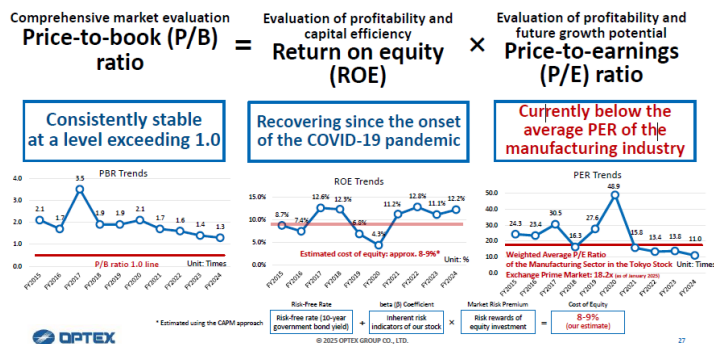 Comprehensive market evaluation
Price-to-book (P/B)
ratio
=
Evaluation of profitability and
capital efficiency
Return on equity
(ROE)
×
Evaluation of profitability and
future growth potential
Price-to-earnings
(P/E) ratio
Consistently stable
at a level exceeding 1.0
Recovering since the onset
of the COVID-19 pandemic
Currently below the
average PER of the
manufacturing industry
PBR Trends
4.0
3.0
2.0
1.0
0.0
2.1
1.7
3.5
1.9
1.9
2.1
1.7
1.6
1.4
1.3
P/B ratio 1.0 line
Unit: Times
FY2015
FY2016
FY2017
FY2018
FY2019
FY2020
FY2021
FY2022
FY2023
FY2024
ROE Trends
15.0%
10.0%
5.0%
0.0%
8.7%
7.4%
12.6%
12.3%
6.8%
4.3%
11.2%
12.8%
11.1%
12.2%
Estimated cost of equity: approx. 8-9%*
Unit: %
FY2015
FY2016
FY2017
FY2018
FY2019
FY2020
FY2021
FY2022
FY2023
FY2024
PER Trends
50.0
40.0
30.0
20.0
10.0
0.0
24.3
23.4
30.5
16.3
27.6
48.9
15.8
13.4
13.8
11.0
Weighted Average P/E Ratio
of the Manufacturing Sector in the Tokyo Stock
Exchange Prime Market: 18.2x (as of January 2025)
Unit: Times
FY2015
FY2016
FY2017
FY2018
FY2019
FY2020
FY2021
FY2022
FY2023
FY2024
* Estimated using the CAPM approach
Risk-Free Rate
Risk-free rate (10-year
government bond yield)
+
beta (β) Coefficient
Inherent risk
indicators of our stock
×
Market Risk Premium
Risk rewards of
equity investment
=
Cost of Equity
8-9%
(our estimate)
OPTEX
© 2025 OPTEX GROUP CO., LTD.
27